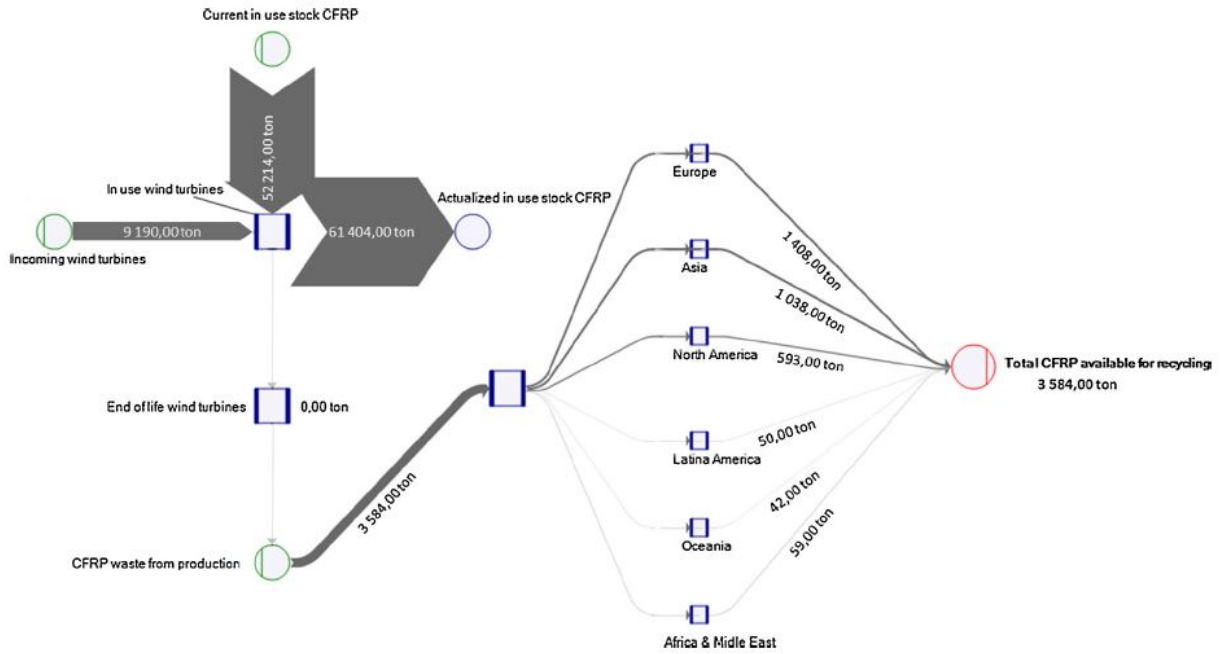 Current in use stock CFRP
52 214,00 ton
In use wind turbines
Actualized in use stock CFRP
9 190,00 ton
61 404,00 ton
Incoming wind turbines
End of life wind turbines
0,00 ton
CFRP waste from production
3 584,00 ton
Europe
1 408,00 ton
Asia
1 038,00 ton
North America
593,00 ton
Total CFRP available for recycling
3 584,00 ton
Latina America
50,00 ton
Oceania
42,00 ton
59,00 ton
Africa & Midle East